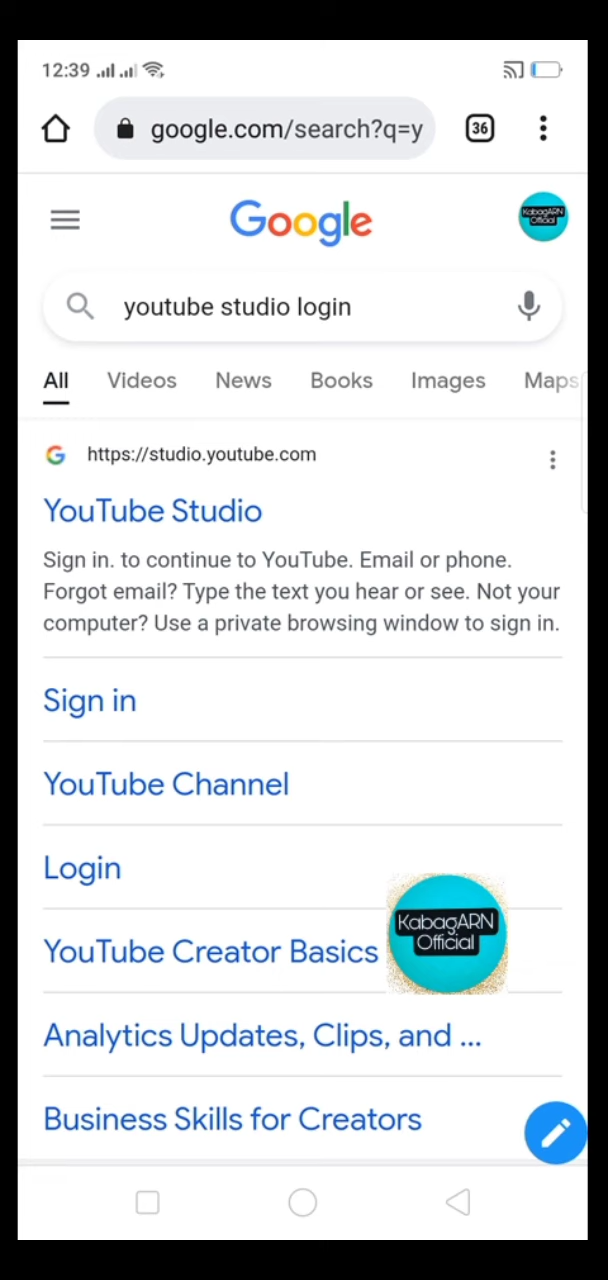 12:39
google.com/search?q=y
36
Google
KabagARN
Official
youtube studio login
All Videos News Books Images Maps
https://studio.youtube.com
YouTube Studio
Sign in. to continue to YouTube. Email or phone.
Forgot email? Type the text you hear or see. Not your
computer? Use a private browsing window to sign in.
Sign in
YouTube Channel
Login
YouTube Creator Basics
KabagARN
Official
Analytics Updates, Clips, and ...
Business Skills for Creators